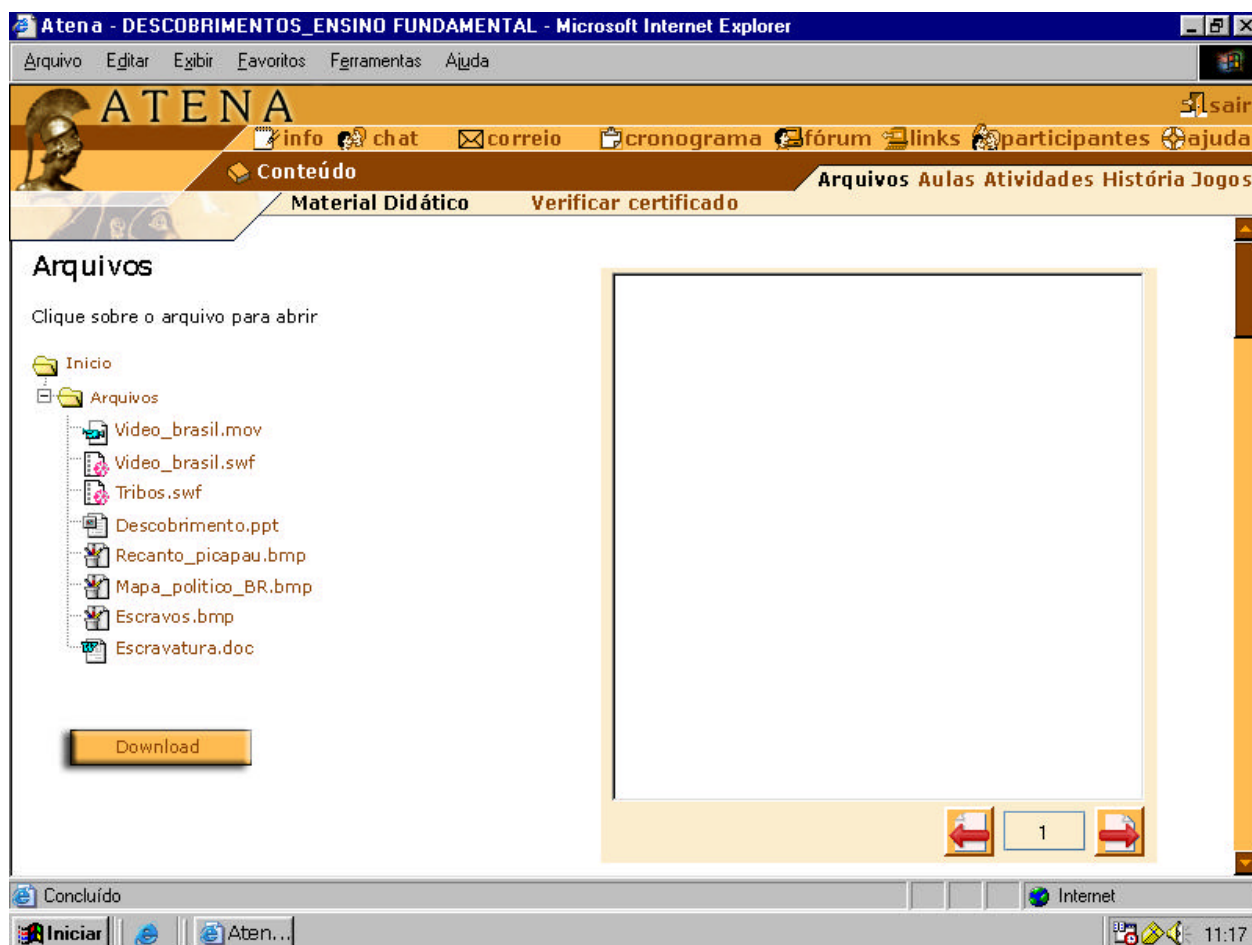 Atena - DESCOBRIMENTOS_ENSINO FUNDAMENTAL - Microsoft Internet Explorer
Arquivo Editar Exibir Favoritos Ferramentas Ajuda
ATENA
sair
info chat correio cronograma fórum links participantes ajuda
Conteúdo
Arquivos Aulas Atividades História Jogos
Material Didático Verificar certificado
Arquivos
Clique sobre o arquivo para abrir
Inicio
Arquivos
Video_brasil.mov
Video_brasil.swf
Tribos.swf
Descobrimento.ppt
Recanto_picapau.bmp
Mapa_politico_BR.bmp
Escravos.bmp
Escravatura.doc
Download
1
Concluído Internet
Iniciar Aten... 11:17